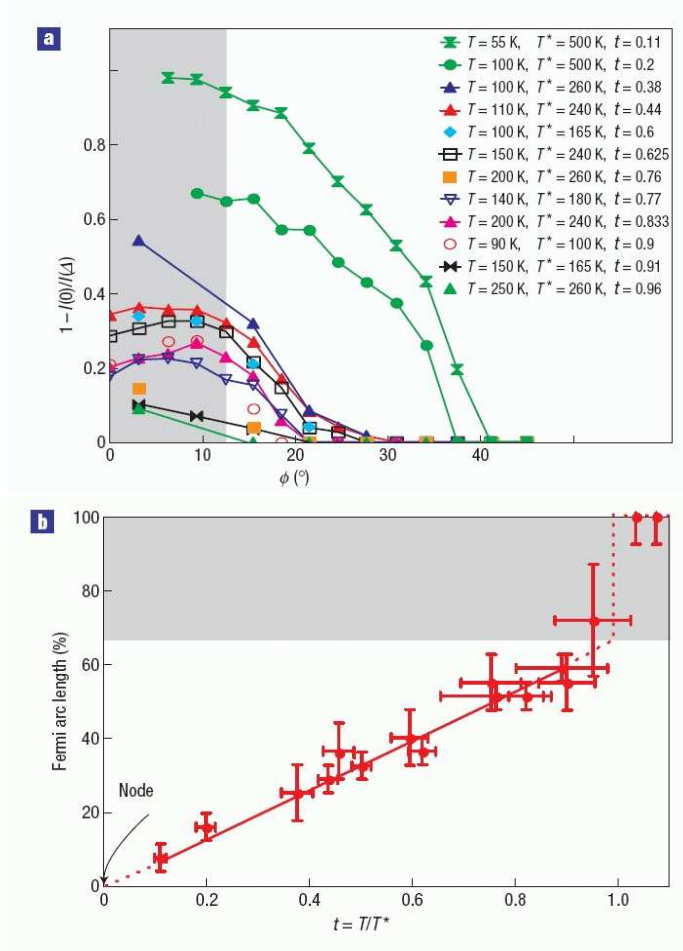 a
T = 55 K, T* = 500 K, t = 0.11
T = 100 K, T* = 500 K, t = 0.2
T = 100 K, T* = 260 K, t = 0.38
T = 110 K, T* = 240 K, t = 0.44
T = 100 K, T* = 165 K, t = 0.6
T = 150 K, T* = 240 K, t = 0.625
T = 200 K, T* = 260 K, t = 0.76
T = 140 K, T* = 180 K, t = 0.77
T = 200 K, T* = 240 K, t = 0.833
T = 90 K, T* = 100 K, t = 0.9
T = 150 K, T* = 165 K, t = 0.91
T = 250 K, T* = 260 K, t = 0.96
1 – I(0)/I(Δ)
0.8
0.6
0.4
0.2
0
0 10 20 30 40
ϕ (°)
b
Fermi arc length (%)
100
80
60
40
20
0
Node
0 0.2 0.4 0.6 0.8 1.0
t = T/T*